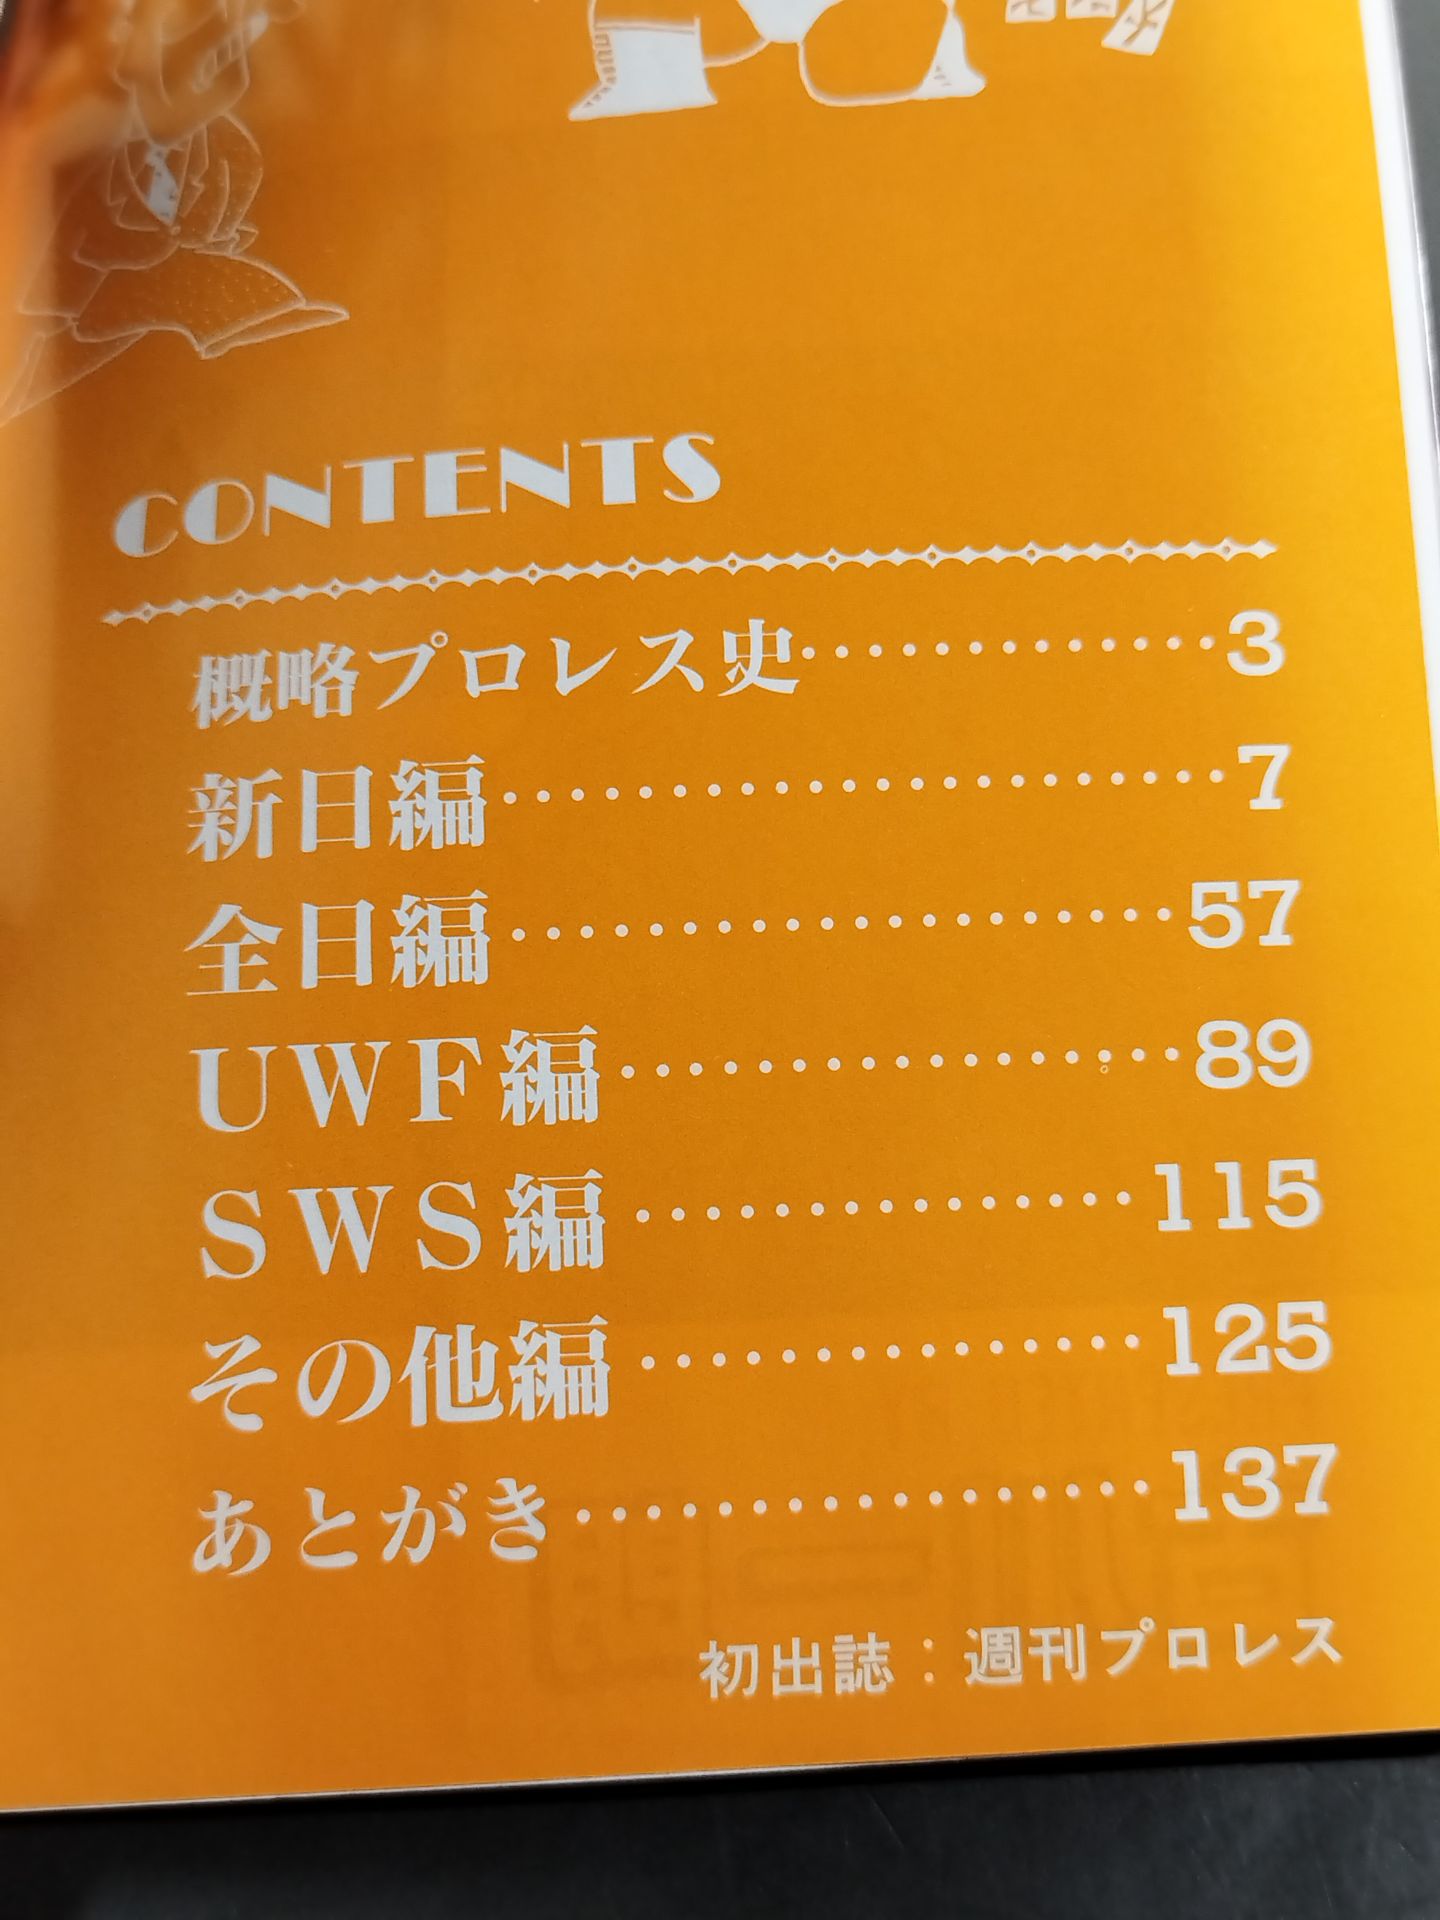 CONTENTS
概略プロレス史……………3
新日編……………………7
全日編…………………57
UWF編………………89
SWS編……………115
その他編……………125
あとがき………………137
初出誌：週刊プロレス